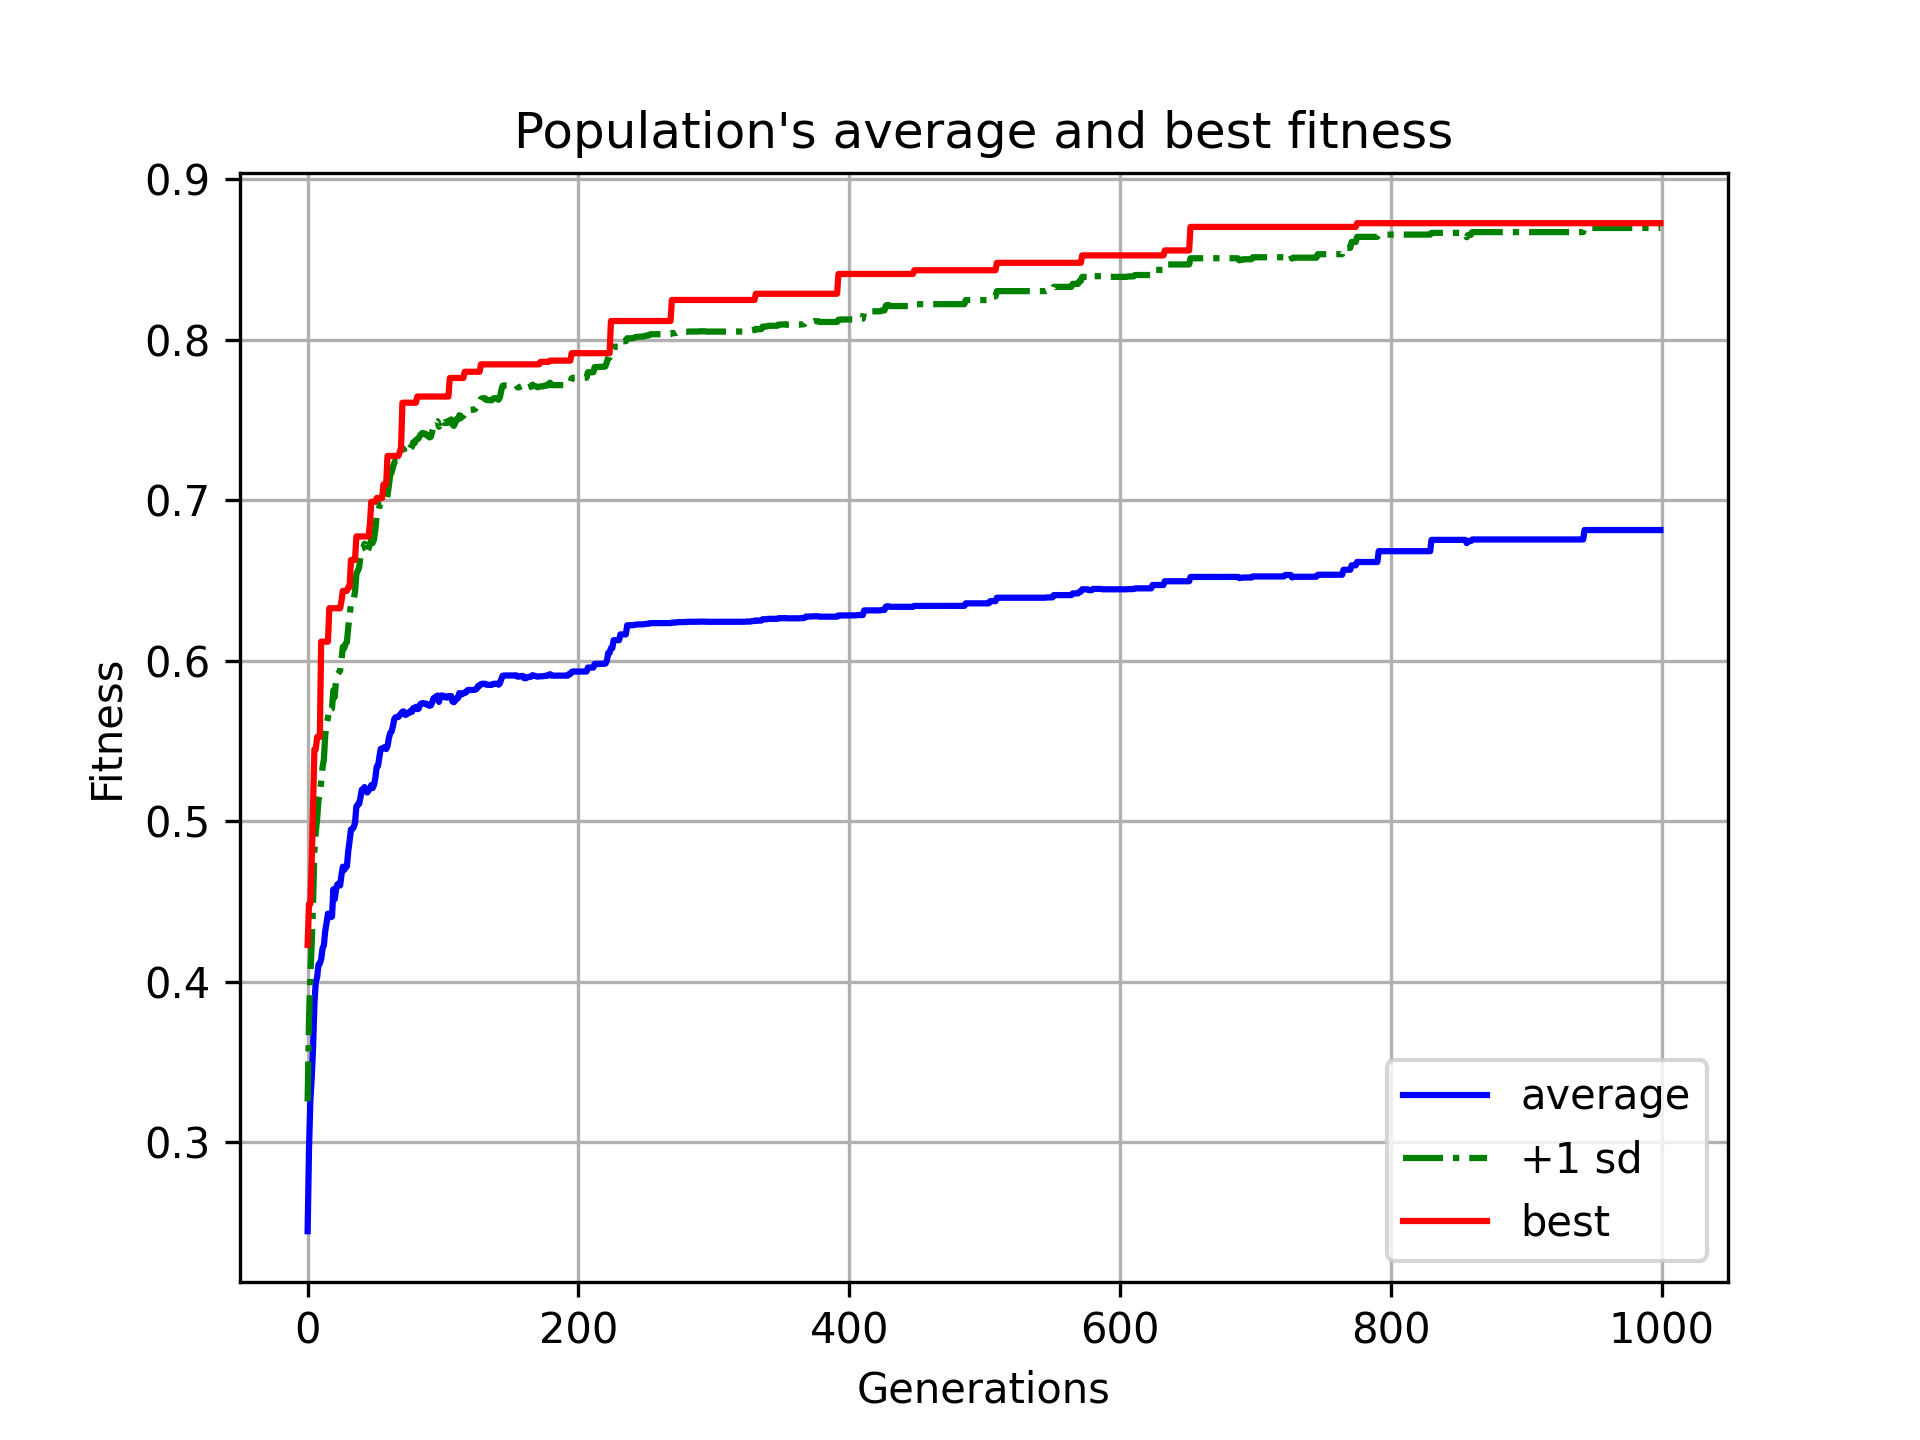 Population's average and best fitness
0.9
0.8
0.7
0.6
0.5
0.4
0.3
Fitness
0 200 400 600 800 1000
Generations
average
+1 sd
best